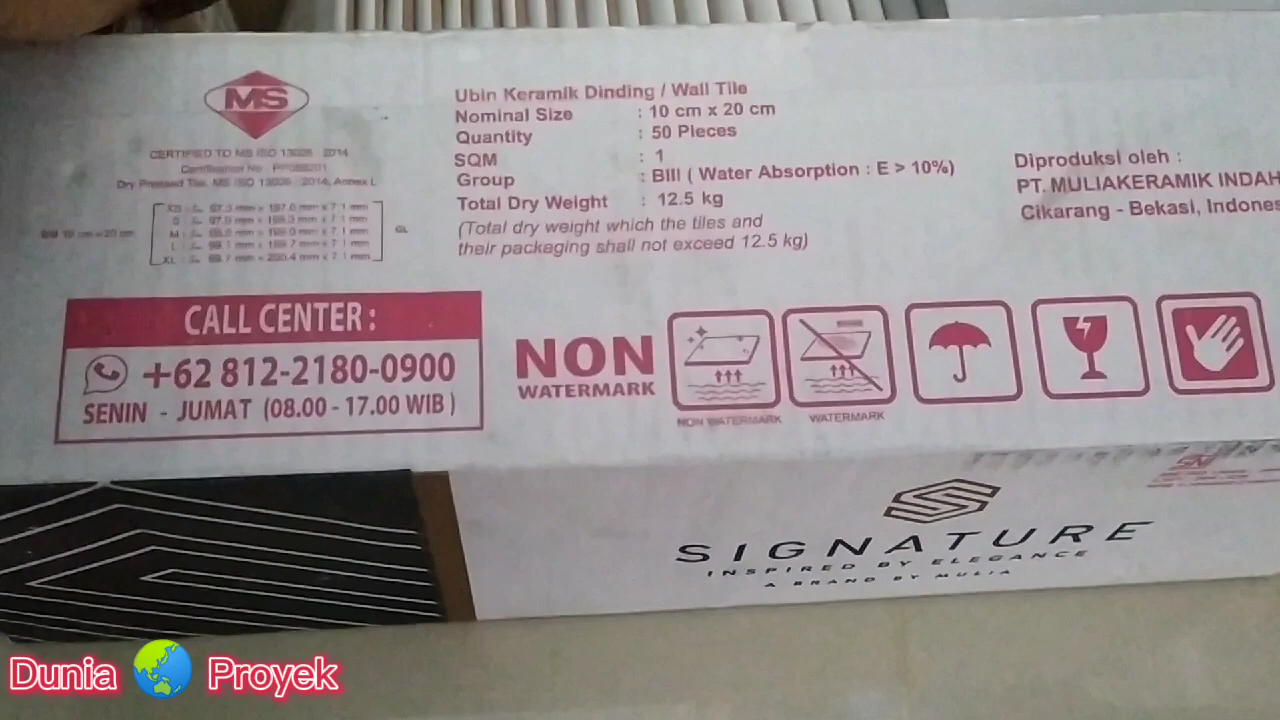 MS
CERTIFIED TO MS ISO 13006 : 2014
Dry Pressed Tile, MS ISO 13006 : 2014, Annex L
GL
Ubin Keramik Dinding / Wall Tile
Nominal Size : 10 cm x 20 cm
Quantity : 50 Pieces
SQM : 1
Group : BIII ( Water Absorption : E > 10%)
Total Dry Weight : 12.5 kg
(Total dry weight which the tiles and
their packaging shall not exceed 12.5 kg)
Diproduksi oleh :
PT. MULIAKERAMIK INDAH
Cikarang - Bekasi, Indones
CALL CENTER :
+62 812-2180-0900
SENIN - JUMAT (08.00 - 17.00 WIB )
NON
WATERMARK
NON WATERMARK
WATERMARK
SNI
SIGNATURE
INSPIRED BY ELEGANCE
A BRAND BY MULIA
Dunia Proyek